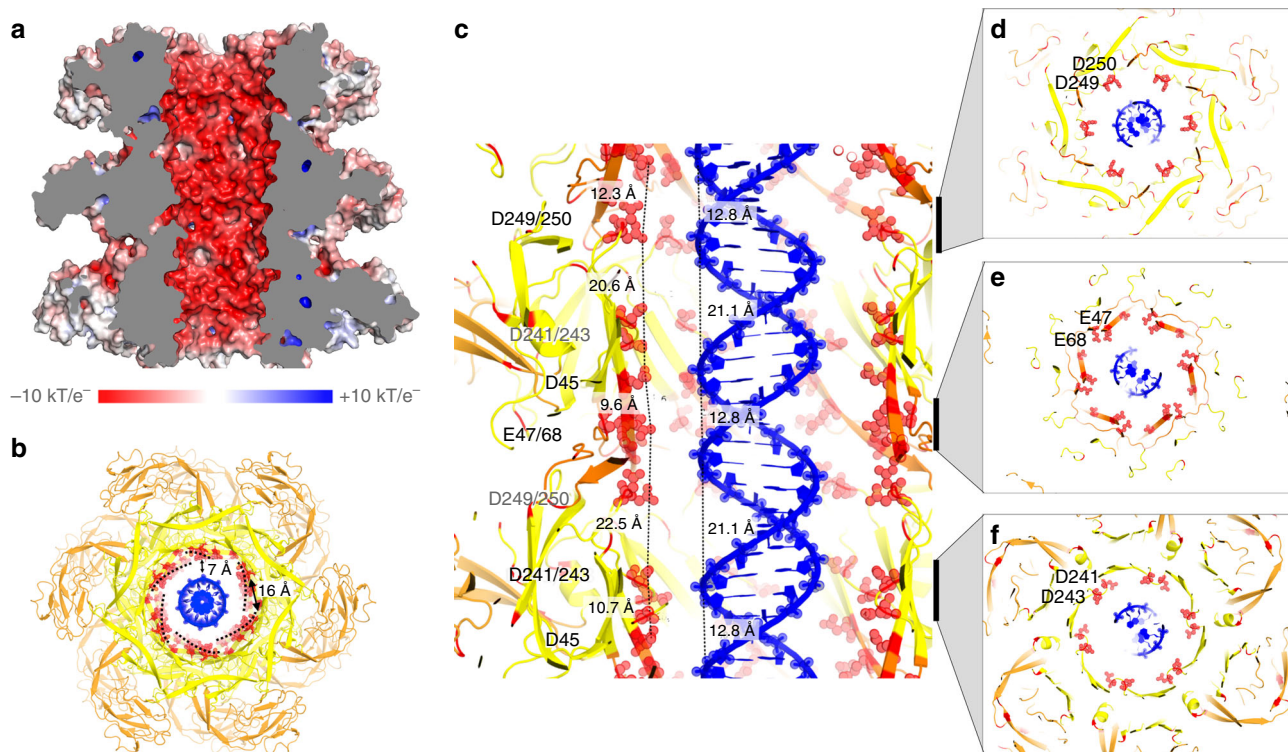 a
–10 kT/e⁻
+10 kT/e⁻
b
7 Å
16 Å
c
12.3 Å
12.8 Å
D249/250
20.6 Å
21.1 Å
D241/243
D45
9.6 Å
12.8 Å
E47/68
D249/250
22.5 Å
21.1 Å
D241/243
10.7 Å
12.8 Å
D45
d
D250
D249
e
E47
E68
f
D241
D243